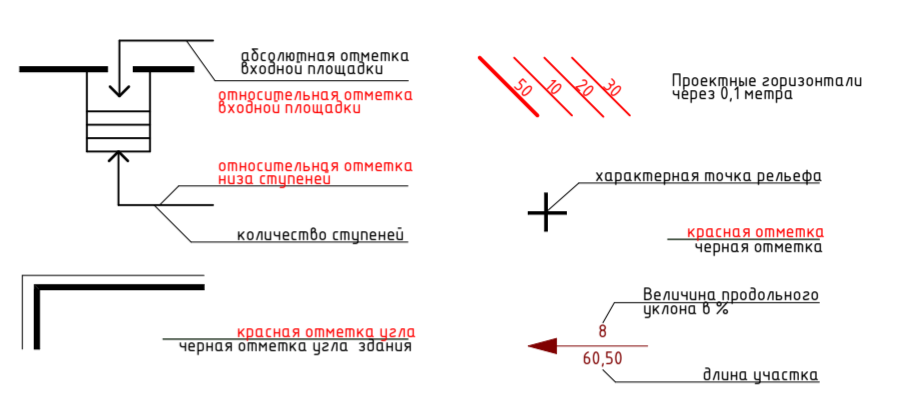 абсолютная отметка
входной площадки
относительная отметка
входной площадки
относительная отметка
низа ступеней
количество ступеней
красная отметка угла
черная отметка угла здания
50
10
20
30
Проектные горизонтали
через 0,1 метра
характерная точка рельефа
красная отметка
черная отметка
Величина продольного
уклона в %
8
60,50
длина участка